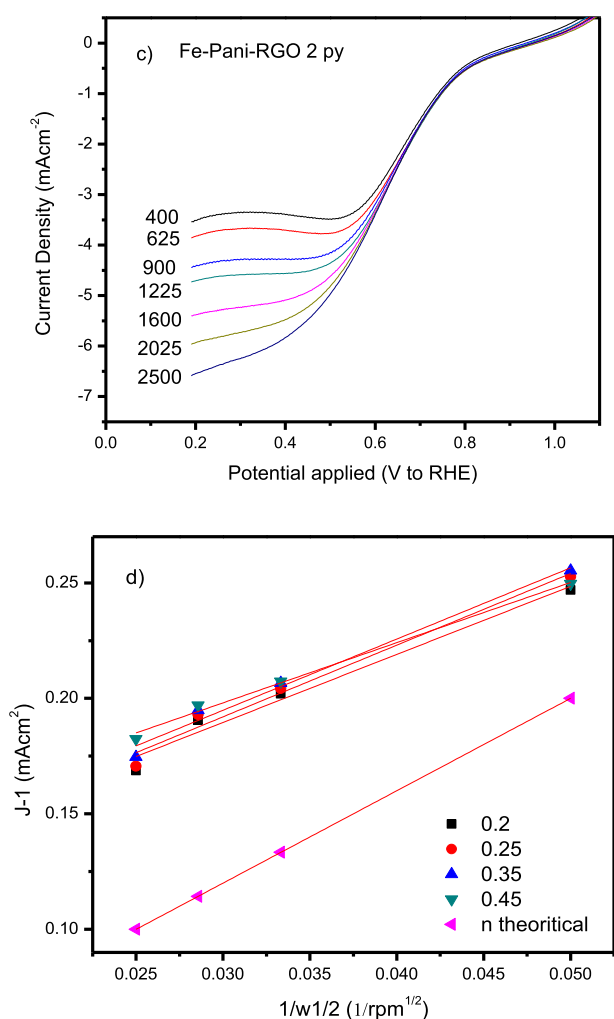 c) Fe-Pani-RGO 2 py
0
-1
-2
-3
-4
-5
-6
-7
Current Density (mAcm⁻²)
400
625
900
1225
1600
2025
2500
0.0 0.2 0.4 0.6 0.8 1.0
Potential applied (V to RHE)
d)
0.25
0.20
0.15
0.10
J-1 (mAcm²)
0.2
0.25
0.35
0.45
n theoritical
0.025 0.030 0.035 0.040 0.045 0.050
1/w1/2 (1/rpm¹ᐟ²)